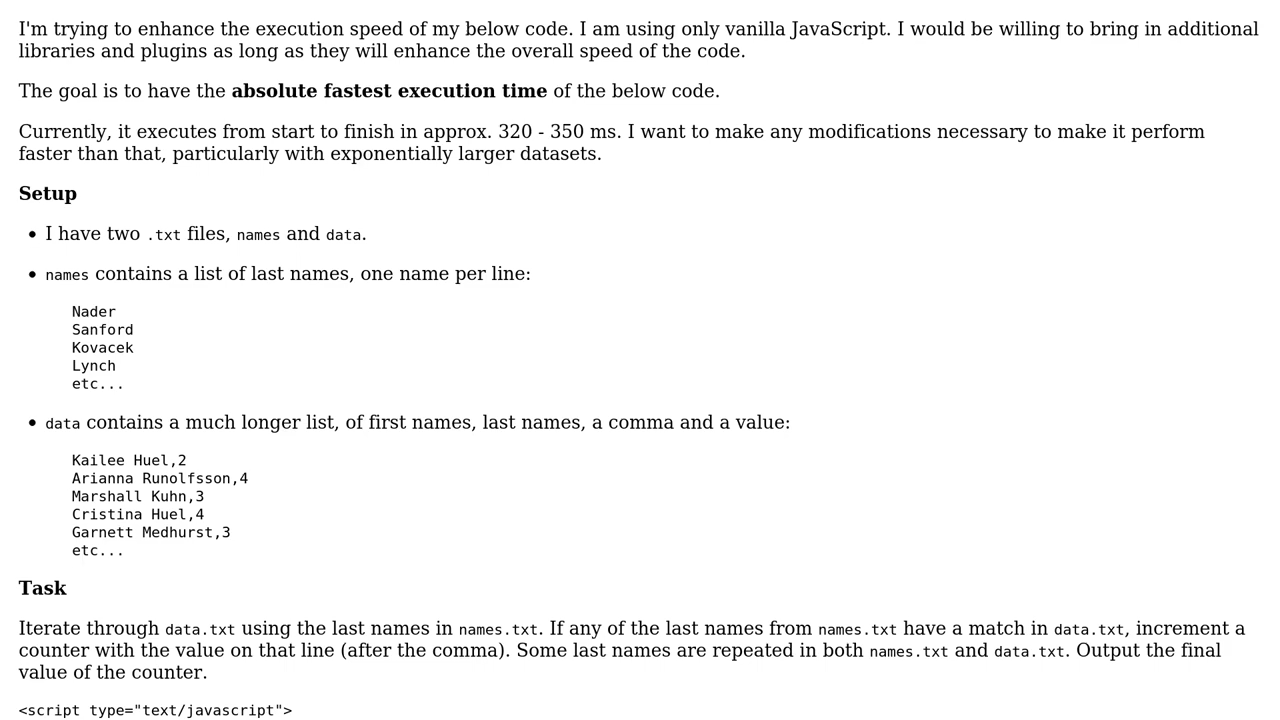 I'm trying to enhance the execution speed of my below code. I am using only vanilla JavaScript. I would be willing to bring in additional
libraries and plugins as long as they will enhance the overall speed of the code.
The goal is to have the absolute fastest execution time of the below code.
Currently, it executes from start to finish in approx. 320 - 350 ms. I want to make any modifications necessary to make it perform
faster than that, particularly with exponentially larger datasets.
Setup
• I have two .txt files, names and data.
• names contains a list of last names, one name per line:
Nader
Sanford
Kovacek
Lynch
etc...
• data contains a much longer list, of first names, last names, a comma and a value:
Kailee Huel,2
Arianna Runolfsson,4
Marshall Kuhn,3
Cristina Huel,4
Garnett Medhurst,3
etc...
Task
Iterate through data.txt using the last names in names.txt. If any of the last names from names.txt have a match in data.txt, increment a
counter with the value on that line (after the comma). Some last names are repeated in both names.txt and data.txt. Output the final
value of the counter.
<script type="text/javascript">